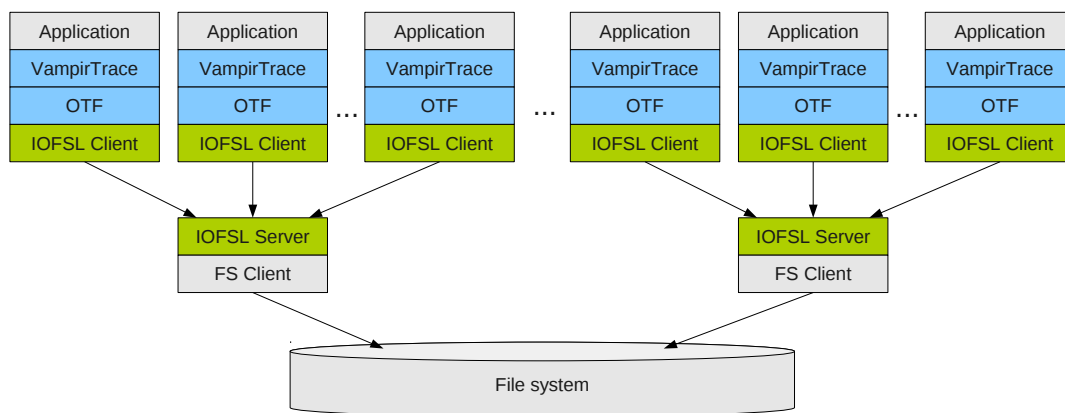 Application Application Application Application Application Application
VampirTrace VampirTrace VampirTrace VampirTrace VampirTrace VampirTrace
OTF OTF ... OTF ... OTF OTF ... OTF
IOFSL Client IOFSL Client IOFSL Client IOFSL Client IOFSL Client IOFSL Client
IOFSL Server IOFSL Server
FS Client FS Client
File system